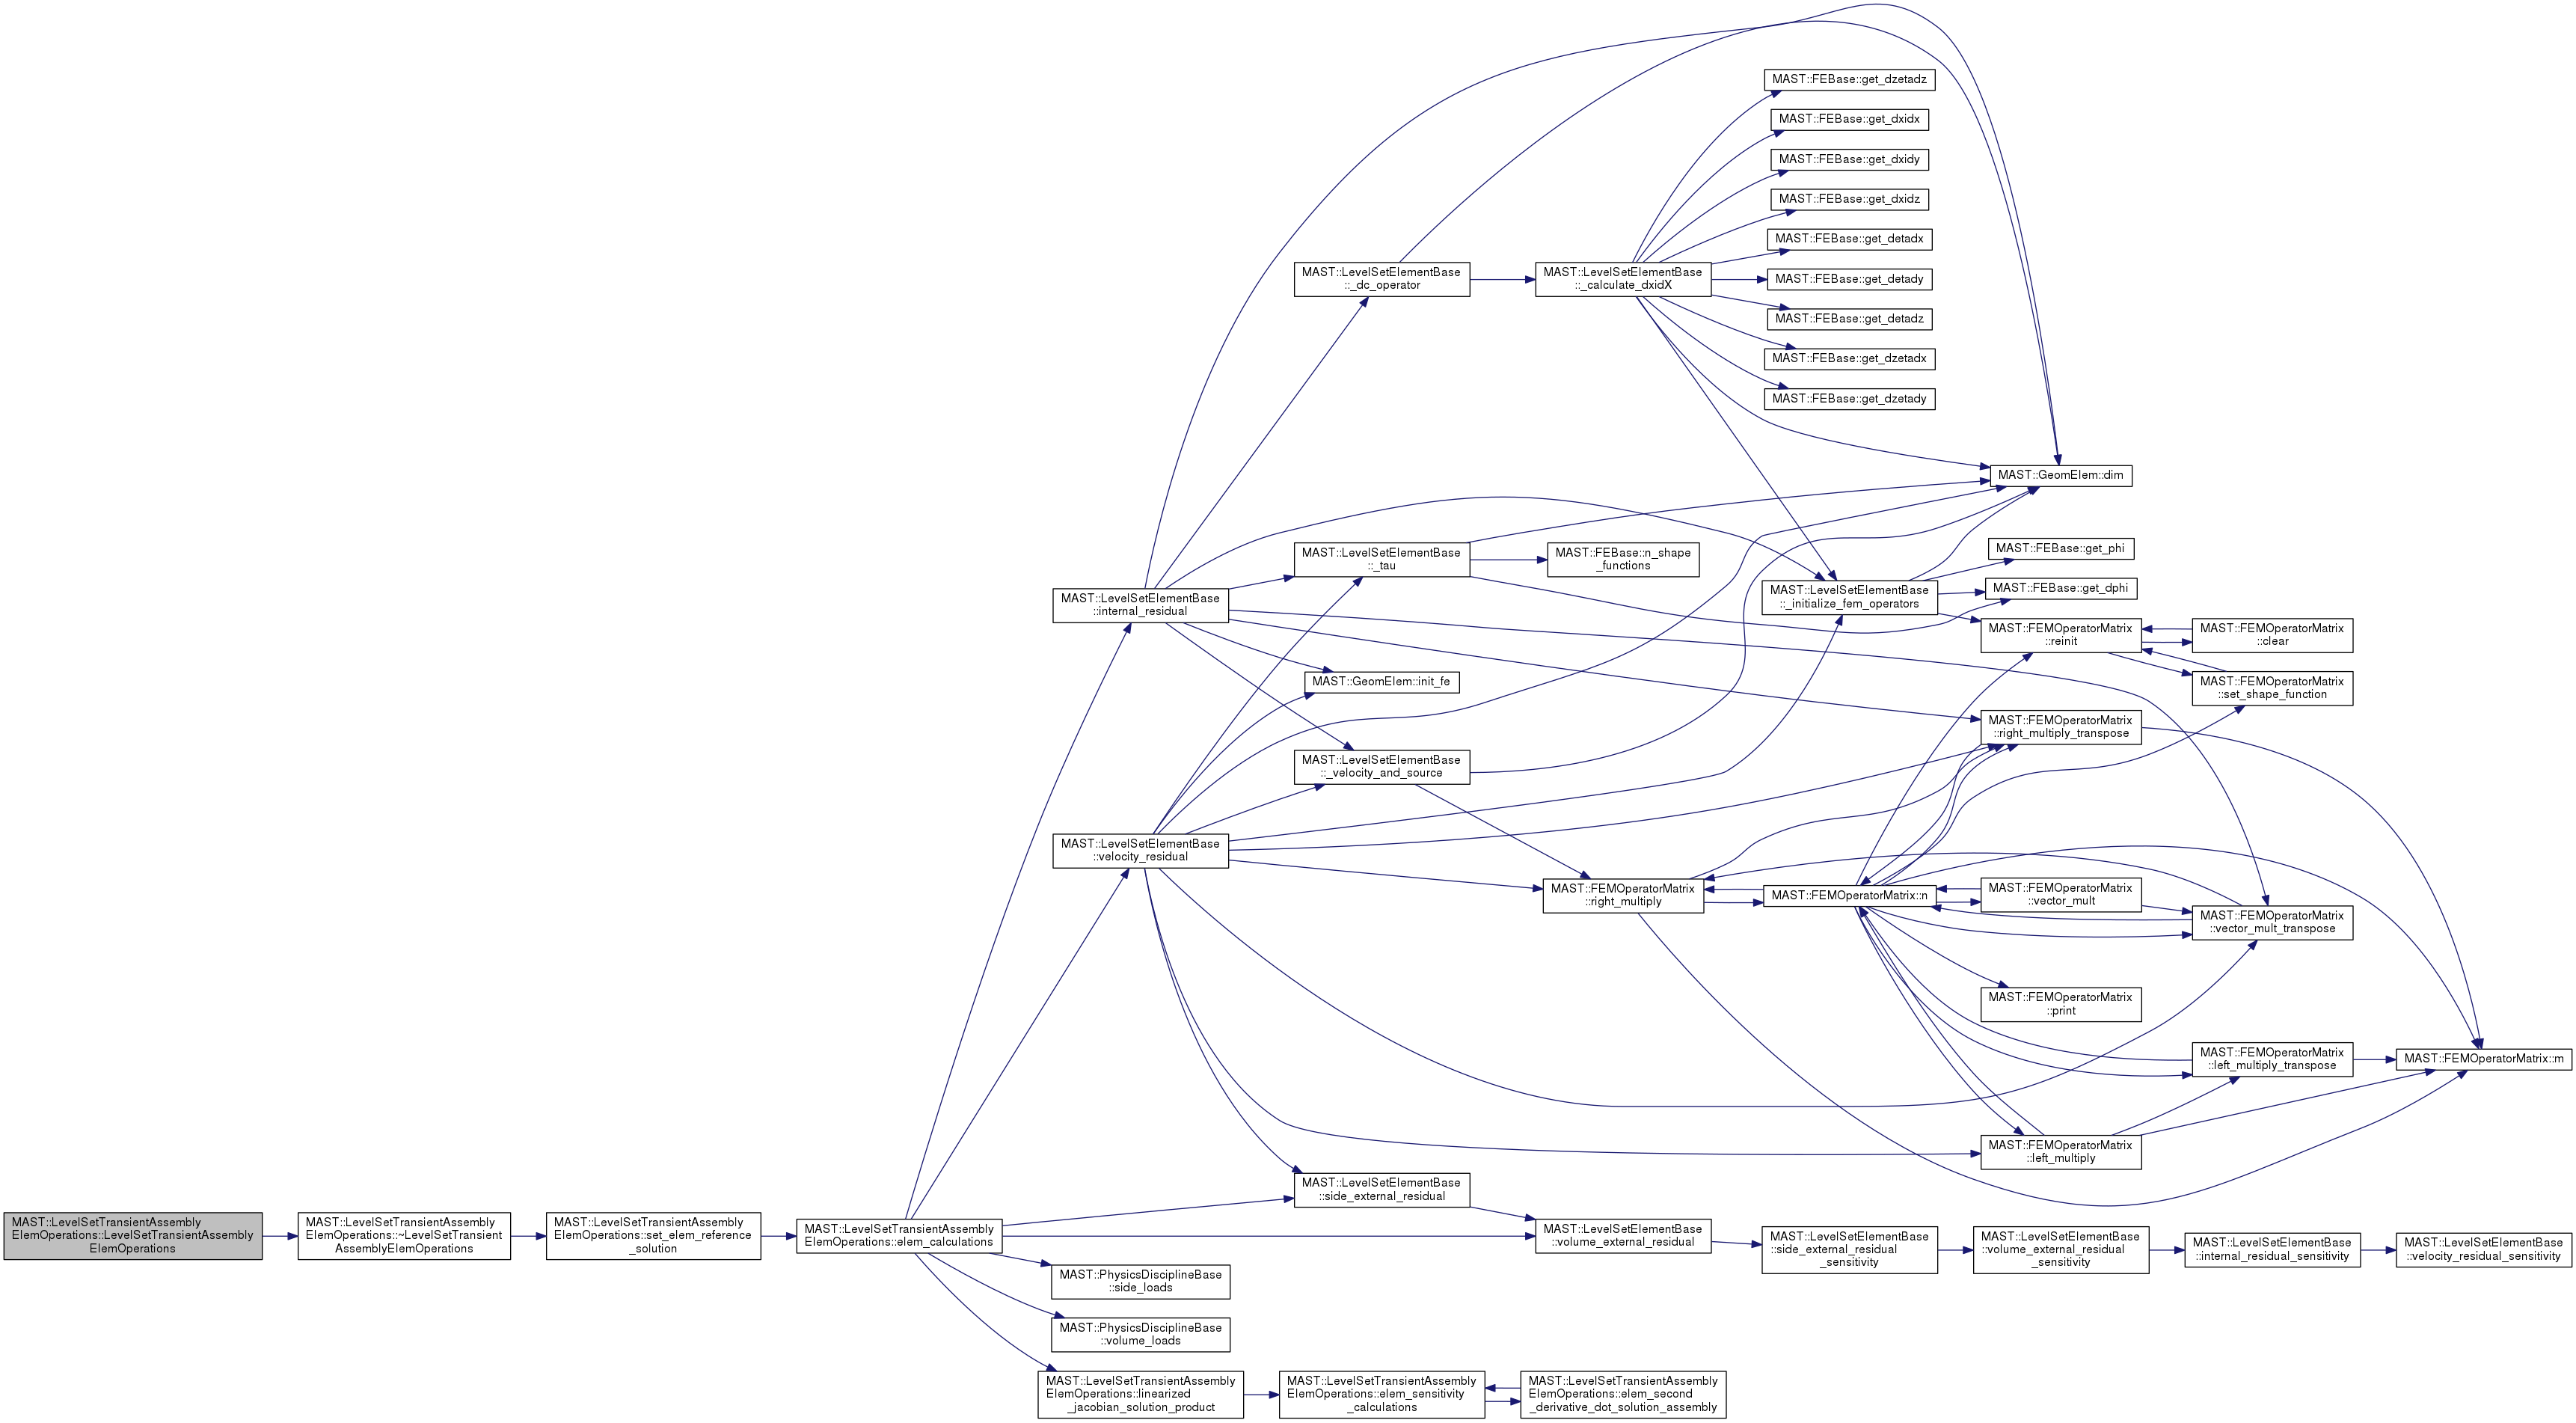 MAST::FEBase::get_dzetadz
MAST::FEBase::get_dxidx
MAST::FEBase::get_dxidy
MAST::FEBase::get_dxidz
MAST::FEBase::get_detadx
MAST::LevelSetElementBase
::_dc_operator
MAST::LevelSetElementBase
::_calculate_dxidX
MAST::FEBase::get_detady
MAST::FEBase::get_detadz
MAST::FEBase::get_dzetadx
MAST::FEBase::get_dzetady
MAST::GeomElem::dim
MAST::LevelSetElementBase
::_tau
MAST::FEBase::n_shape
_functions
MAST::FEBase::get_phi
MAST::LevelSetElementBase
::internal_residual
MAST::LevelSetElementBase
::_initialize_fem_operators
MAST::FEBase::get_dphi
MAST::FEMOperatorMatrix
::reinit
MAST::FEMOperatorMatrix
::clear
MAST::GeomElem::init_fe
MAST::FEMOperatorMatrix
::set_shape_function
MAST::FEMOperatorMatrix
::right_multiply_transpose
MAST::LevelSetElementBase
::_velocity_and_source
MAST::LevelSetElementBase
::velocity_residual
MAST::FEMOperatorMatrix
::right_multiply
MAST::FEMOperatorMatrix::n
MAST::FEMOperatorMatrix
::vector_mult
MAST::FEMOperatorMatrix
::vector_mult_transpose
MAST::FEMOperatorMatrix
::print
MAST::FEMOperatorMatrix
::left_multiply_transpose
MAST::FEMOperatorMatrix::m
MAST::FEMOperatorMatrix
::left_multiply
MAST::LevelSetElementBase
::side_external_residual
MAST::LevelSetTransientAssembly
ElemOperations::LevelSetTransientAssembly
ElemOperations
MAST::LevelSetTransientAssembly
ElemOperations::~LevelSetTransient
AssemblyElemOperations
MAST::LevelSetTransientAssembly
ElemOperations::set_elem_reference
_solution
MAST::LevelSetTransientAssembly
ElemOperations::elem_calculations
MAST::LevelSetElementBase
::volume_external_residual
MAST::LevelSetElementBase
::side_external_residual
_sensitivity
MAST::LevelSetElementBase
::volume_external_residual
_sensitivity
MAST::LevelSetElementBase
::internal_residual_sensitivity
MAST::LevelSetElementBase
::velocity_residual_sensitivity
MAST::PhysicsDisciplineBase
::side_loads
MAST::PhysicsDisciplineBase
::volume_loads
MAST::LevelSetTransientAssembly
ElemOperations::linearized
_jacobian_solution_product
MAST::LevelSetTransientAssembly
ElemOperations::elem_sensitivity
_calculations
MAST::LevelSetTransientAssembly
ElemOperations::elem_second
_derivative_dot_solution_assembly